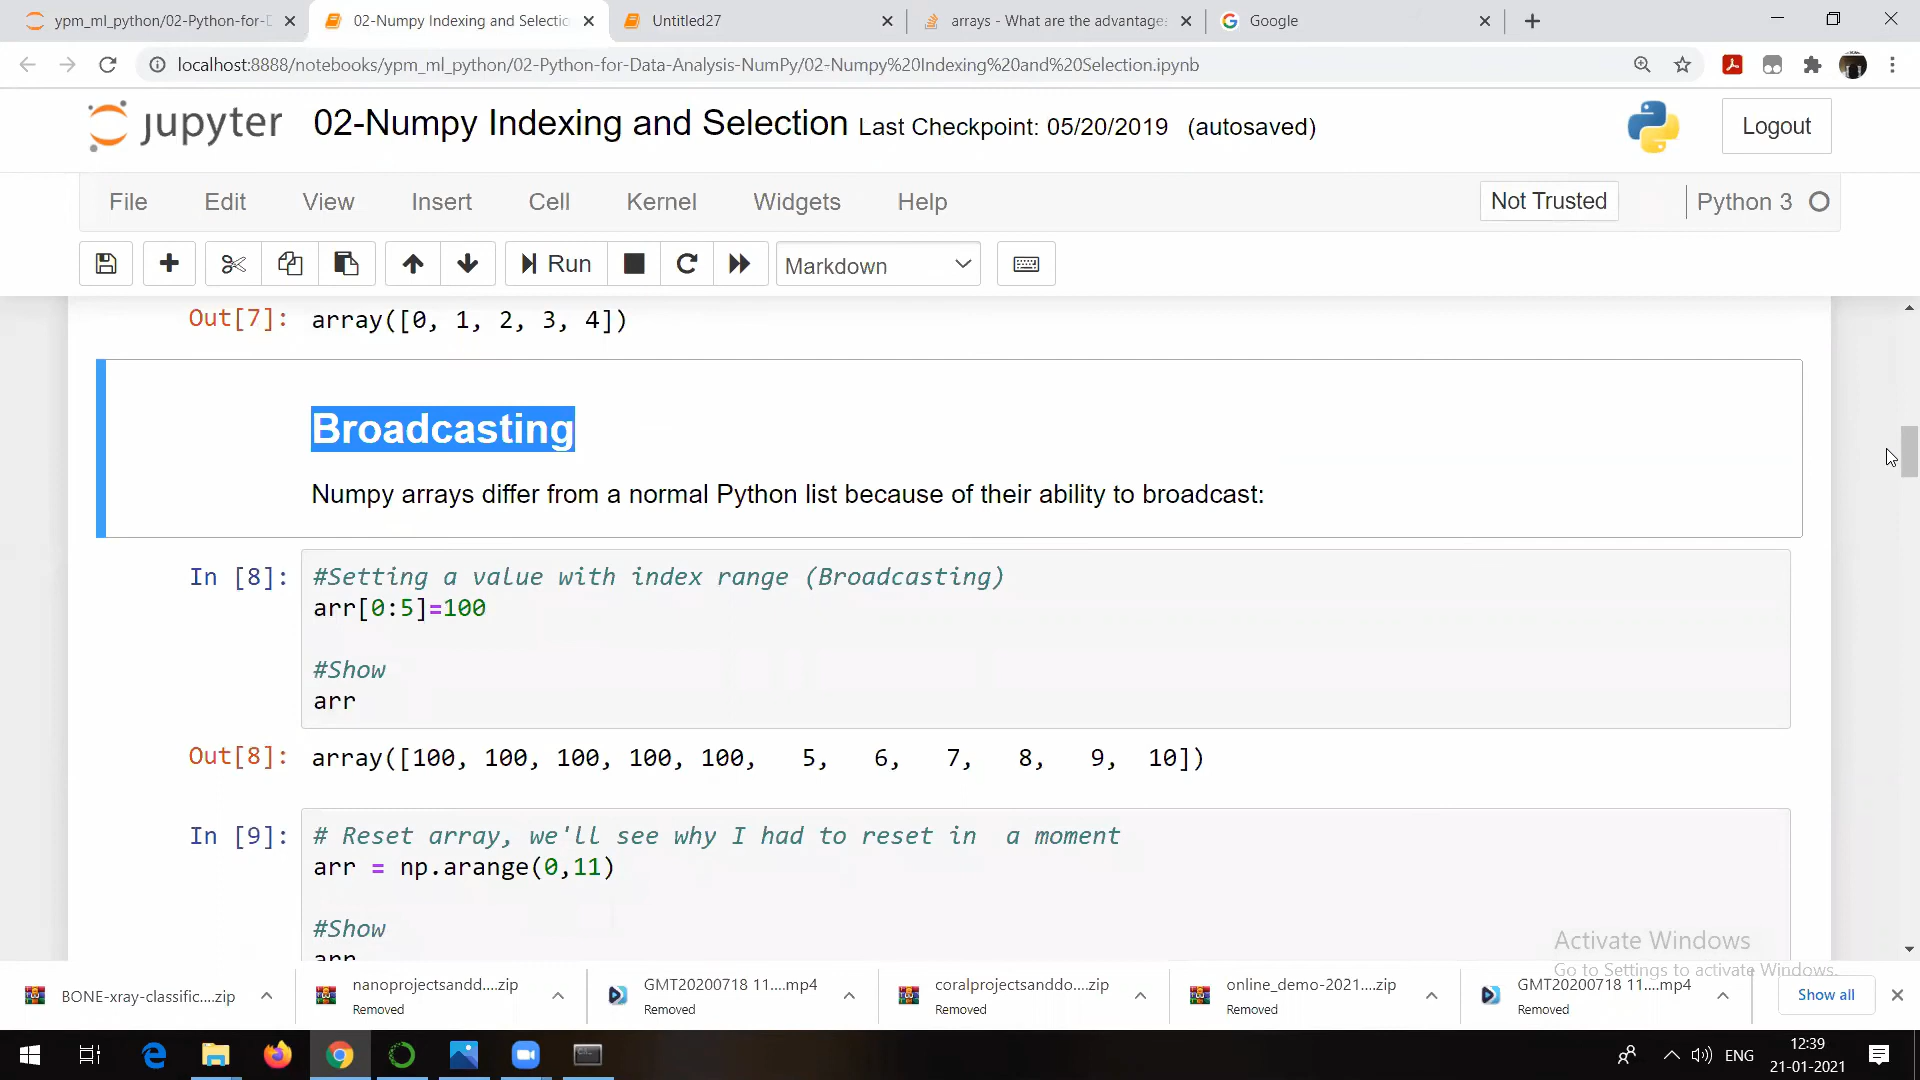 ypm_ml_python/02-Python-for-D
02-Numpy Indexing and Selectio
Untitled27
arrays - What are the advantages
Google
localhost:8888/notebooks/ypm_ml_python/02-Python-for-Data-Analysis-NumPy/02-Numpy%20Indexing%20and%20Selection.ipynb
jupyter
02-Numpy Indexing and Selection Last Checkpoint: 05/20/2019 (autosaved)
Logout
File Edit View Insert Cell Kernel Widgets Help
Not Trusted
Python 3
Run
Markdown
Out[7]: array([0, 1, 2, 3, 4])
Broadcasting
Numpy arrays differ from a normal Python list because of their ability to broadcast:
In [8]: #Setting a value with index range (Broadcasting)
arr[0:5]=100
#Show
arr
Out[8]: array([100, 100, 100, 100, 100, 5, 6, 7, 8, 9, 10])
In [9]: # Reset array, we'll see why I had to reset in a moment
arr = np.arange(0,11)
#Show
arr
Activate Windows
Go to Settings to activate Windows.
BONE-xray-classific....zip
nanoprojectsandd....zip
Removed
GMT20200718 11....mp4
Removed
coralprojectsanddo....zip
Removed
online_demo-2021....zip
Removed
GMT20200718 11....mp4
Removed
Show all
ENG
12:39
21-01-2021